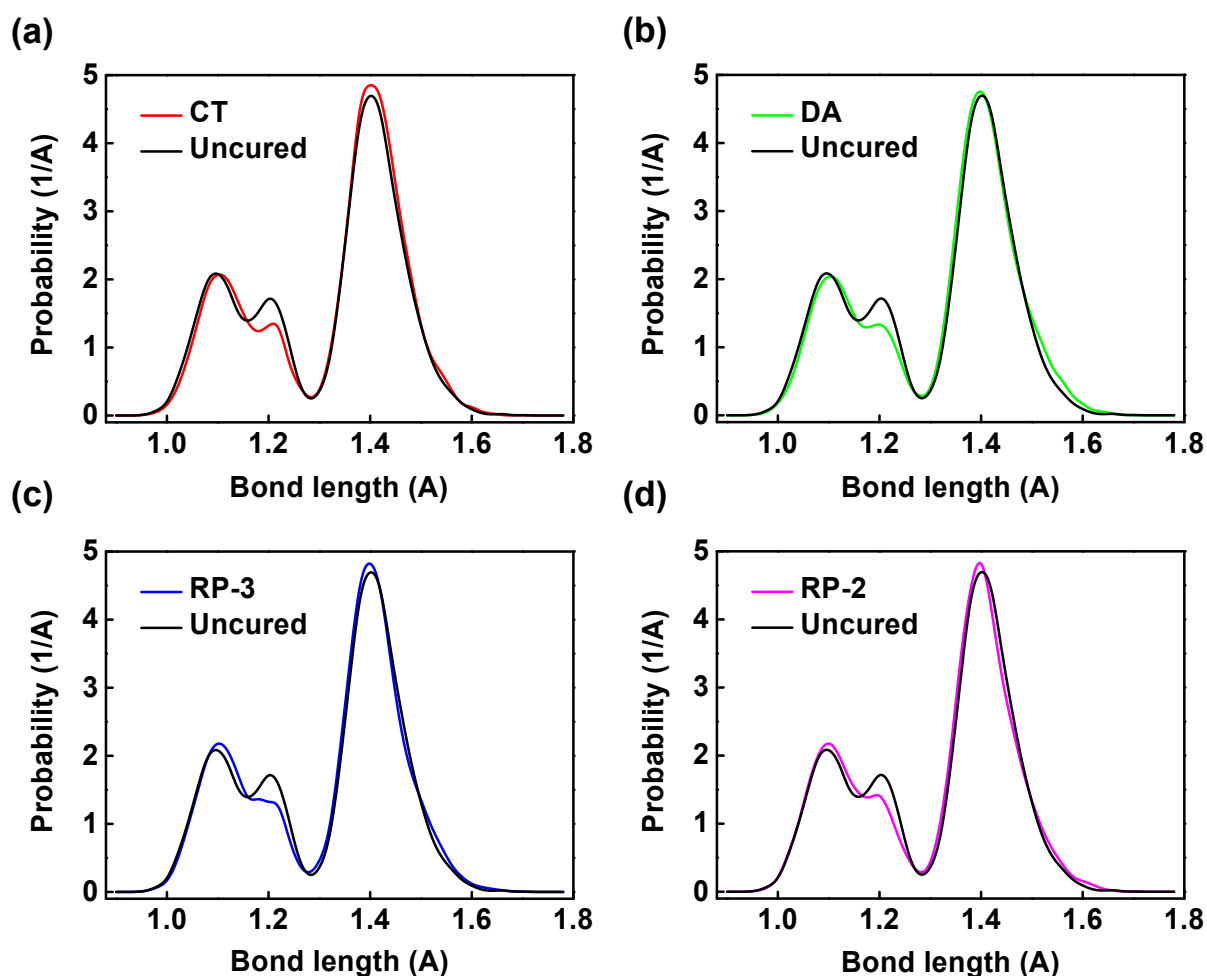 (a)
5
4
3
2
1
0
Probability (1/A)
CT
Uncured
1.0 1.2 1.4 1.6 1.8
Bond length (A)
(b)
5
4
3
2
1
0
Probability (1/A)
DA
Uncured
1.0 1.2 1.4 1.6 1.8
Bond length (A)
(c)
5
4
3
2
1
0
Probability (1/A)
RP-3
Uncured
1.0 1.2 1.4 1.6 1.8
Bond length (A)
(d)
5
4
3
2
1
0
Probability (1/A)
RP-2
Uncured
1.0 1.2 1.4 1.6 1.8
Bond length (A)